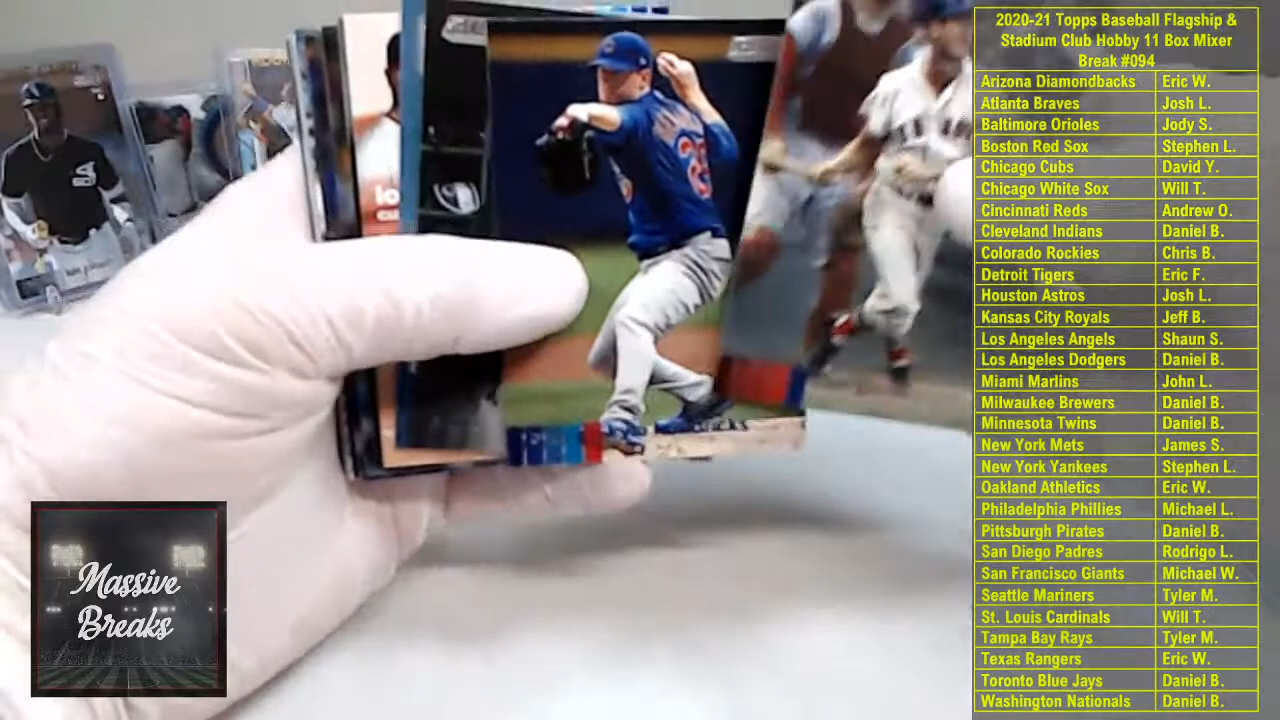 2020-21 Topps Baseball Flagship &
Stadium Club Hobby 11 Box Mixer
Break #094
Arizona Diamondbacks Eric W.
Atlanta Braves Josh L.
Baltimore Orioles Jody S.
Boston Red Sox Stephen L.
Chicago Cubs David Y.
Chicago White Sox Will T.
Cincinnati Reds Andrew O.
Cleveland Indians Daniel B.
Colorado Rockies Chris B.
Detroit Tigers Eric F.
Houston Astros Josh L.
Kansas City Royals Jeff B.
Los Angeles Angels Shaun S.
Los Angeles Dodgers Daniel B.
Miami Marlins John L.
Milwaukee Brewers Daniel B.
Minnesota Twins Daniel B.
New York Mets James S.
New York Yankees Stephen L.
Oakland Athletics Eric W.
Philadelphia Phillies Michael L.
Pittsburgh Pirates Daniel B.
San Diego Padres Rodrigo L.
San Francisco Giants Michael W.
Seattle Mariners Tyler M.
St. Louis Cardinals Will T.
Tampa Bay Rays Tyler M.
Texas Rangers Eric W.
Toronto Blue Jays Daniel B.
Washington Nationals Daniel B.
Massive
Breaks